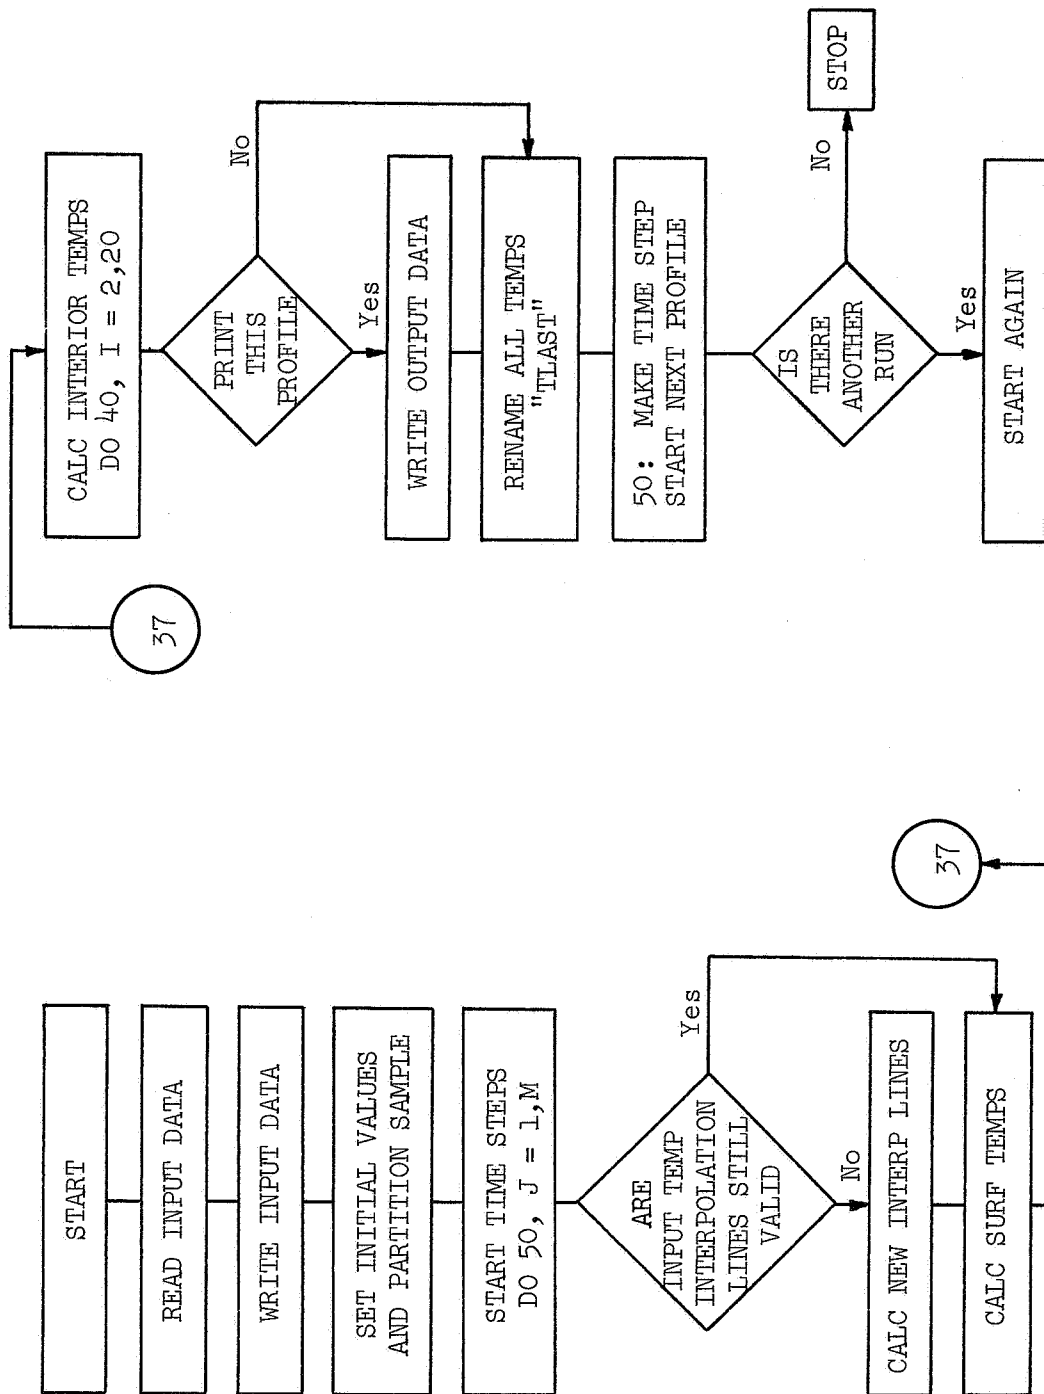 START
READ INPUT DATA
WRITE INPUT DATA
SET INITIAL VALUES
AND PARTITION SAMPLE
START TIME STEPS
DO 50, J = 1,M
ARE
INPUT TEMP
INTERPOLATION
LINES STILL
VALID
Yes
No
CALC NEW INTERP LINES
CALC SURF TEMPS
37
37
CALC INTERIOR TEMPS
DO 40, I = 2,20
PRINT
THIS
PROFILE
No
Yes
WRITE OUTPUT DATA
RENAME ALL TEMPS
"TLAST"
50: MAKE TIME STEP
START NEXT PROFILE
IS
THERE
ANOTHER
RUN
No
STOP
Yes
START AGAIN